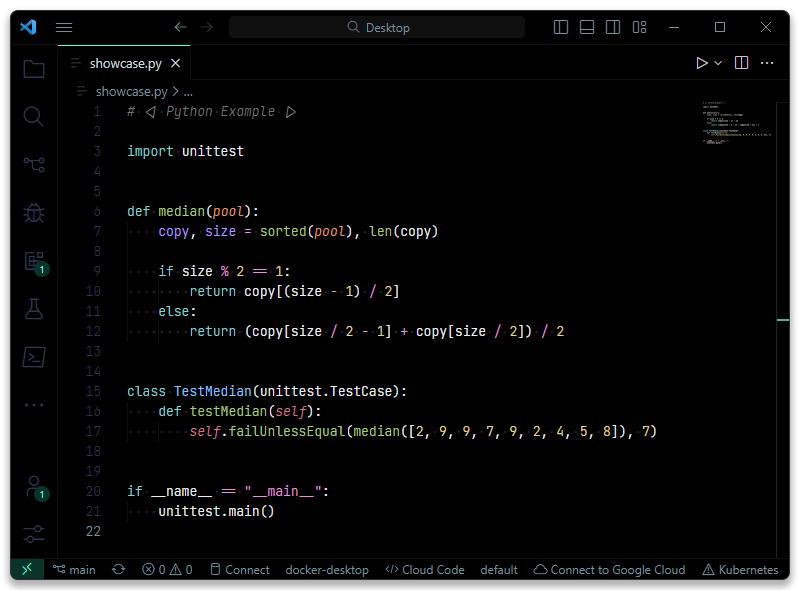 Desktop
showcase.py
showcase.py > ...
1 # ◁ Python Example ▷
2
3 import unittest
4
5
6 def median(pool):
7     copy, size = sorted(pool), len(copy)
8
9     if size % 2 == 1:
10         return copy[(size - 1) / 2]
11     else:
12         return (copy[size / 2 - 1] + copy[size / 2]) / 2
13
14
15 class TestMedian(unittest.TestCase):
16     def testMedian(self):
17         self.failUnlessEqual(median([2, 9, 9, 7, 9, 2, 4, 5, 8]), 7)
18
19
20 if __name__ == "__main__":
21     unittest.main()
22
1
1
main 0 0 Connect docker-desktop </> Cloud Code default Connect to Google Cloud Kubernetes